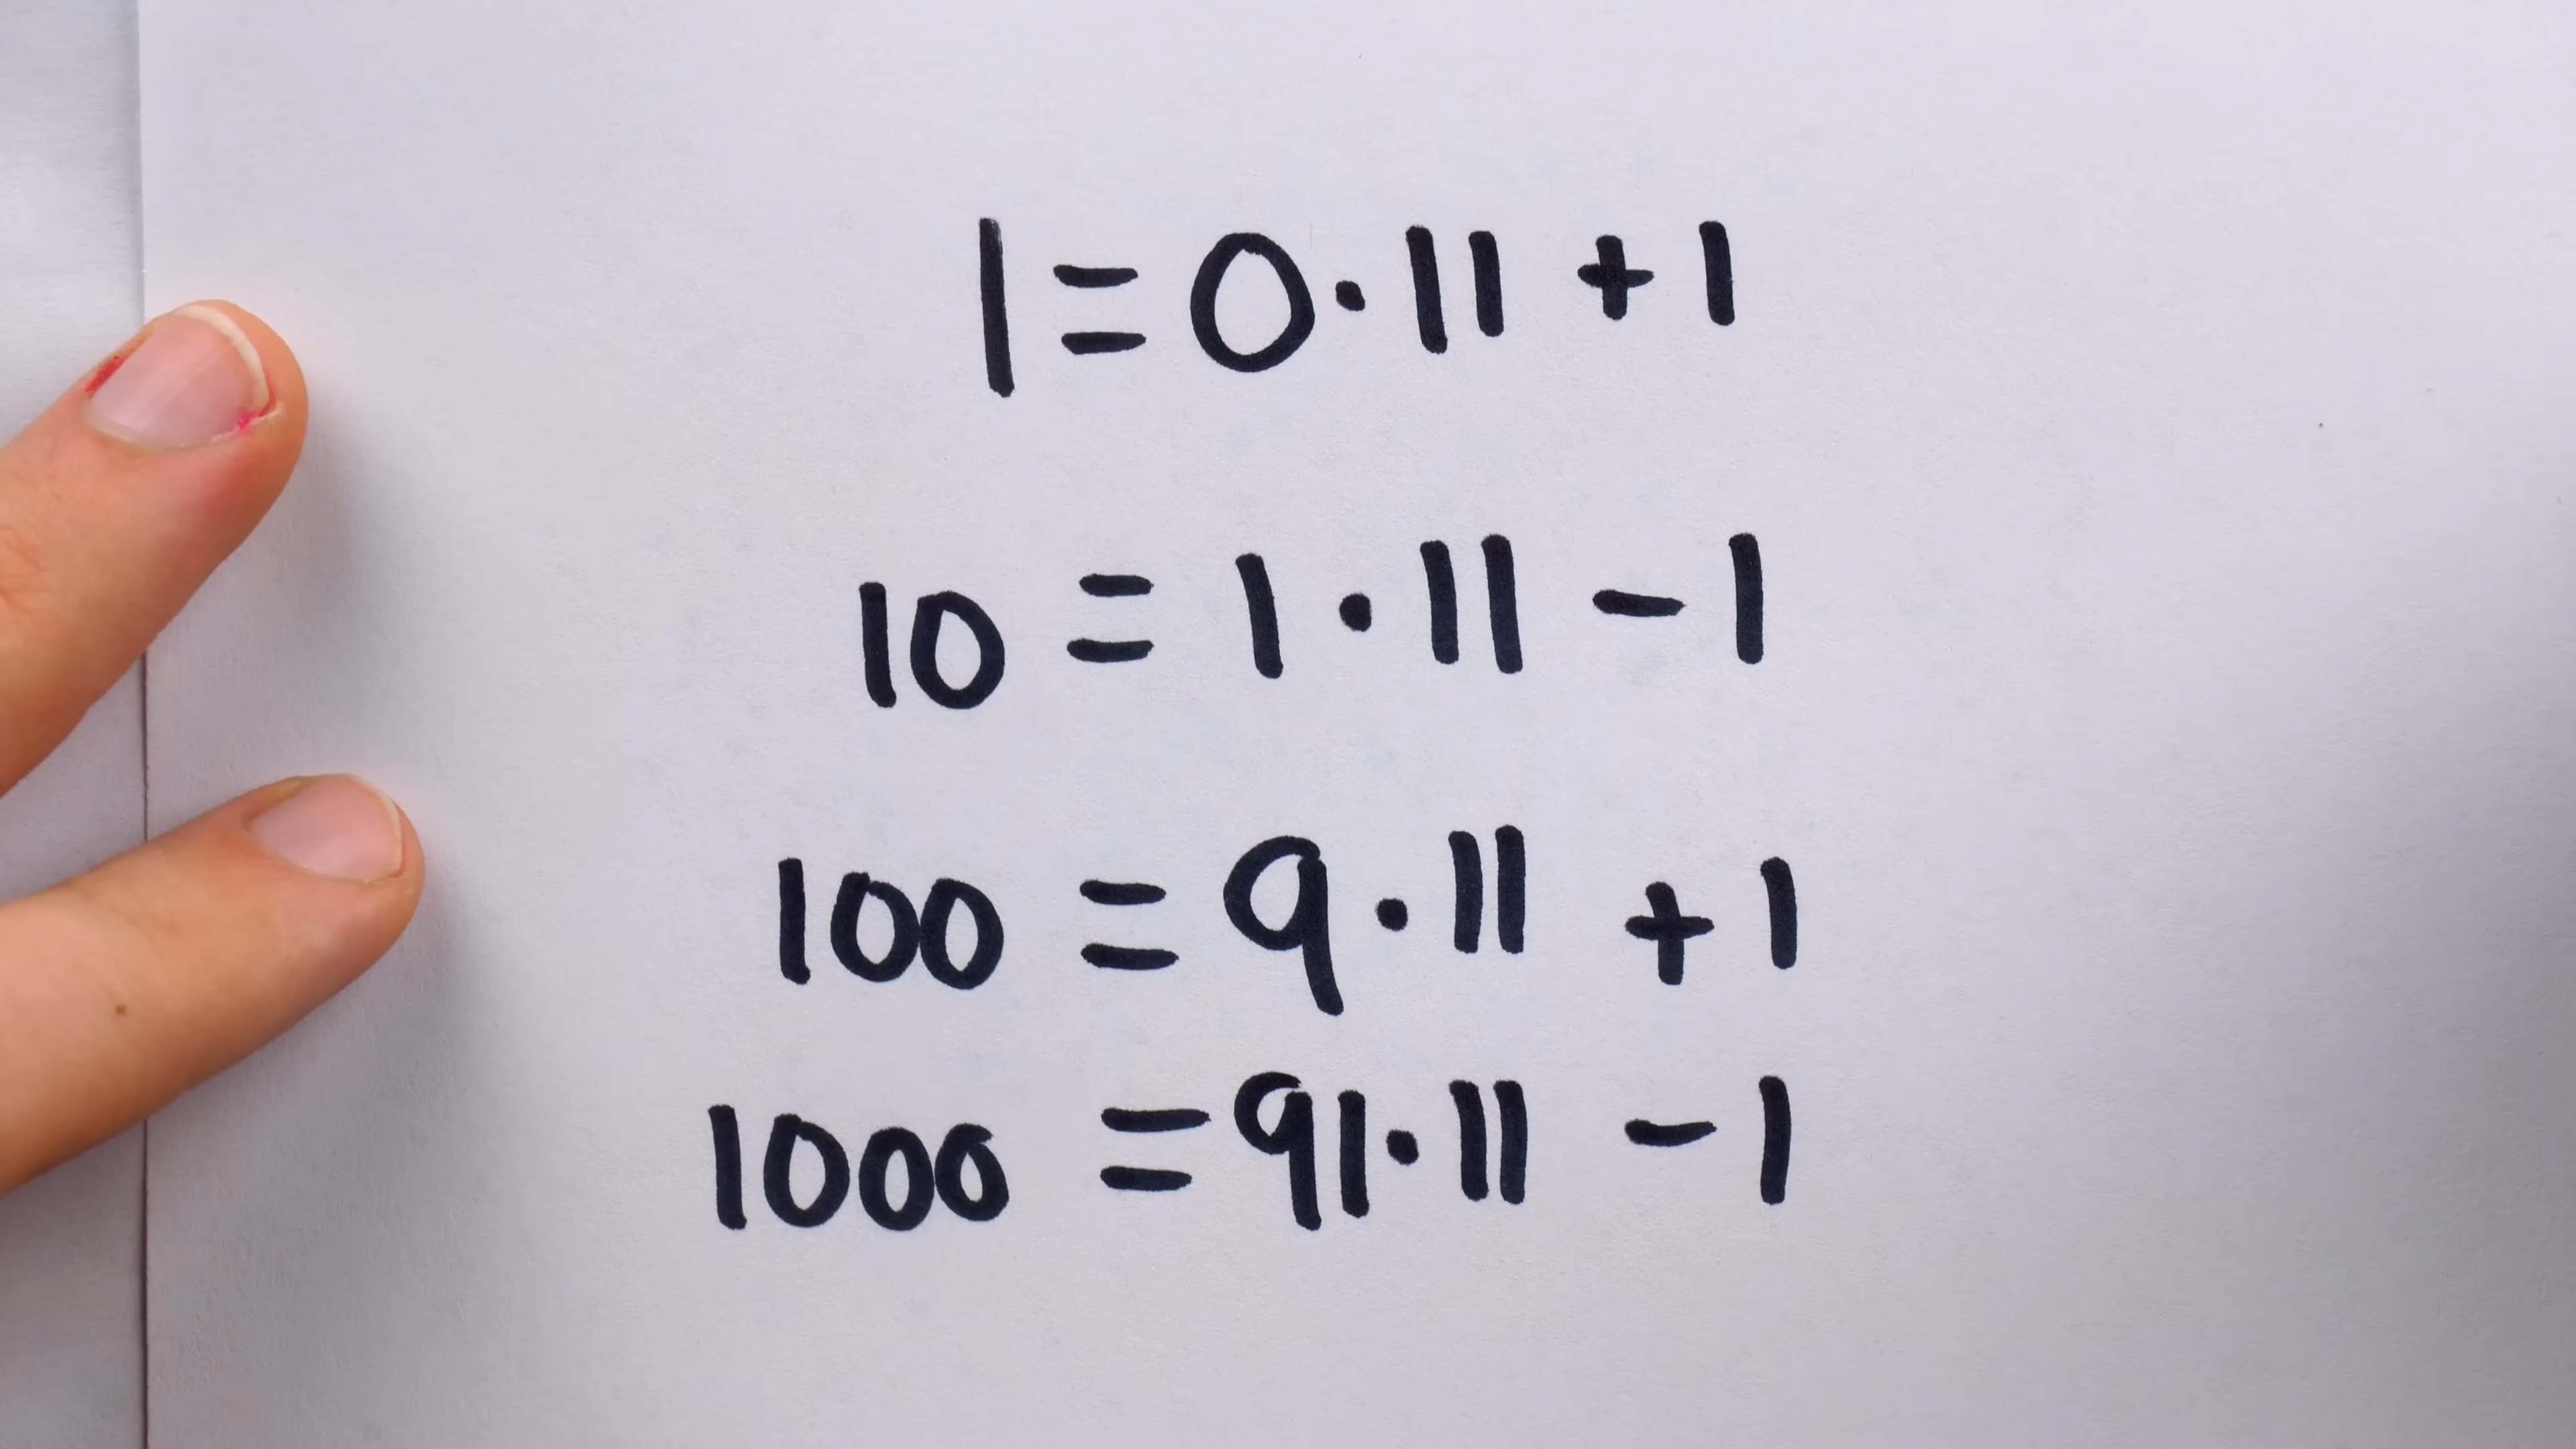 1 = 0 · 11 + 1
10 = 1 · 11 - 1
100 = 9 · 11 + 1
1000 = 91 · 11 - 1